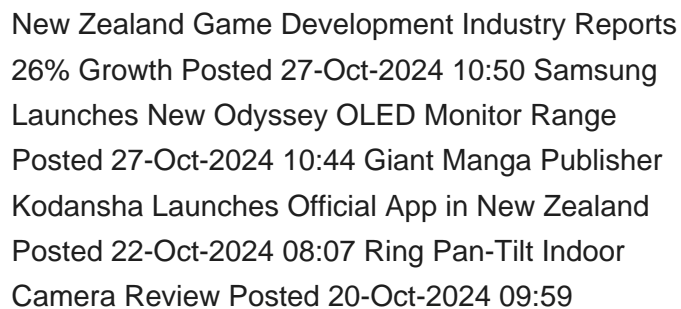 New Zealand Game Development Industry Reports
26% Growth Posted 27-Oct-2024 10:50 Samsung
Launches New Odyssey OLED Monitor Range
Posted 27-Oct-2024 10:44 Giant Manga Publisher
Kodansha Launches Official App in New Zealand
Posted 22-Oct-2024 08:07 Ring Pan-Tilt Indoor
Camera Review Posted 20-Oct-2024 09:59